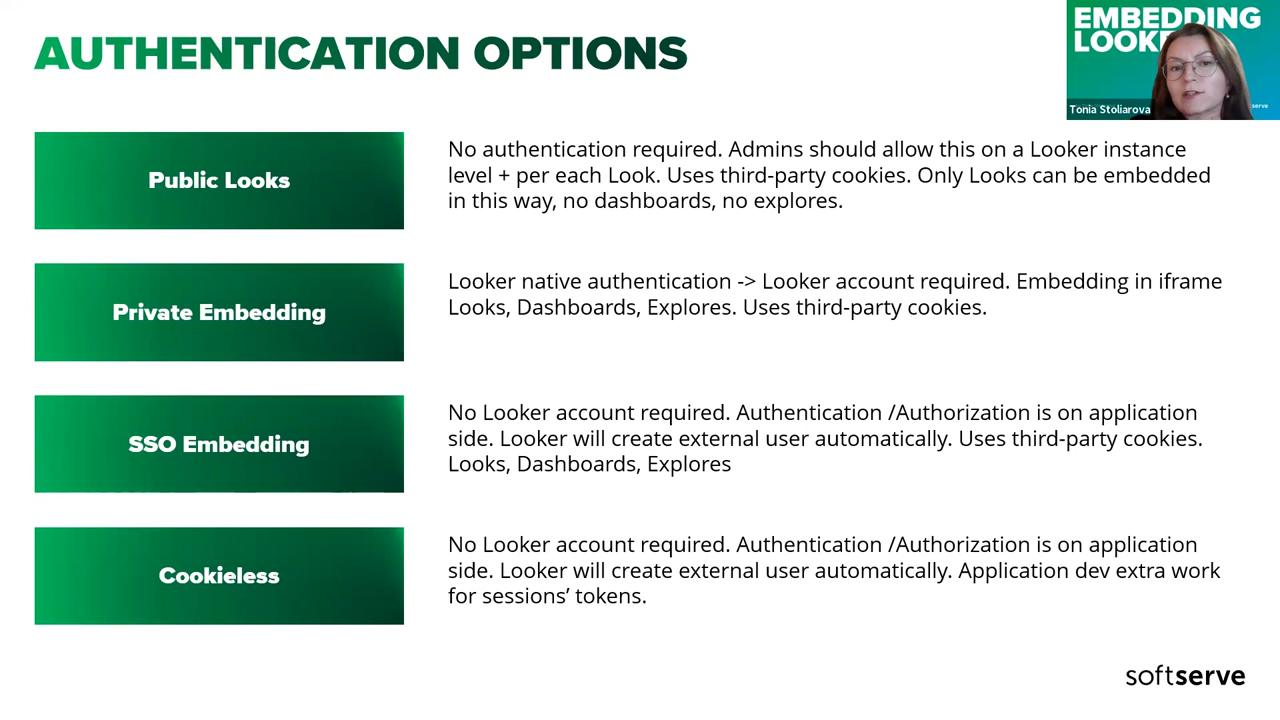 AUTHENTICATION OPTIONS
EMBEDDING
Tonia Stoliarova
serve
Public Looks
No authentication required. Admins should allow this on a Looker instance
level + per each Look. Uses third-party cookies. Only Looks can be embedded
in this way, no dashboards, no explores.
Private Embedding
Looker native authentication -> Looker account required. Embedding in iframe
Looks, Dashboards, Explores. Uses third-party cookies.
SSO Embedding
No Looker account required. Authentication /Authorization is on application
side. Looker will create external user automatically. Uses third-party cookies.
Looks, Dashboards, Explores
Cookieless
No Looker account required. Authentication /Authorization is on application
side. Looker will create external user automatically. Application dev extra work
for sessions’ tokens.
softserve